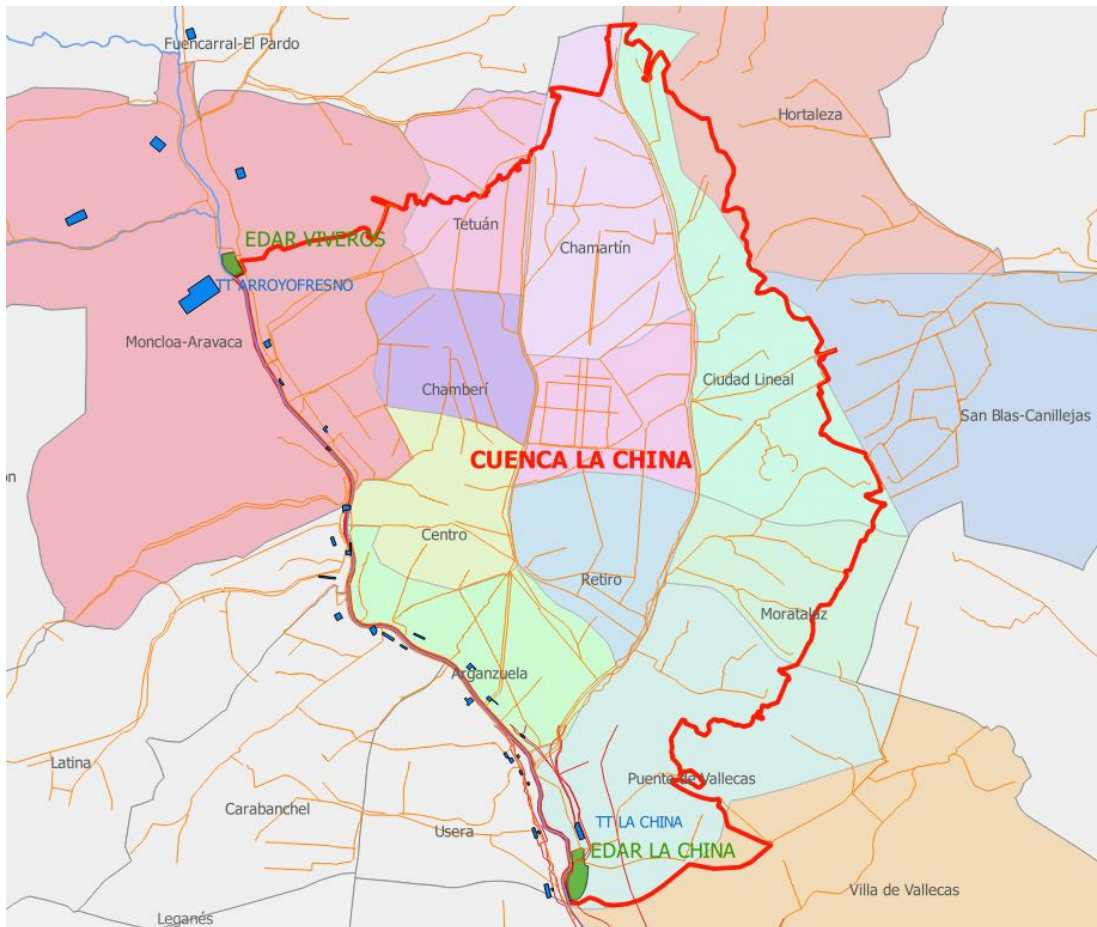 Fuencarral-El Pardo
Hortaleza
Tetuán
EDAR VIVEROS
Chamartín
TT ARROYOFRESNO
Moncloa-Aravaca
Ciudad Lineal
Chamberí
San Blas-Canillejas
CUENCA LA CHINA
ón
Centro
Retiro
Moratalaz
Arganzuela
Latina
Puente de Vallecas
Carabanchel
TT LA CHINA
Usera
EDAR LA CHINA
Villa de Vallecas
Leganés